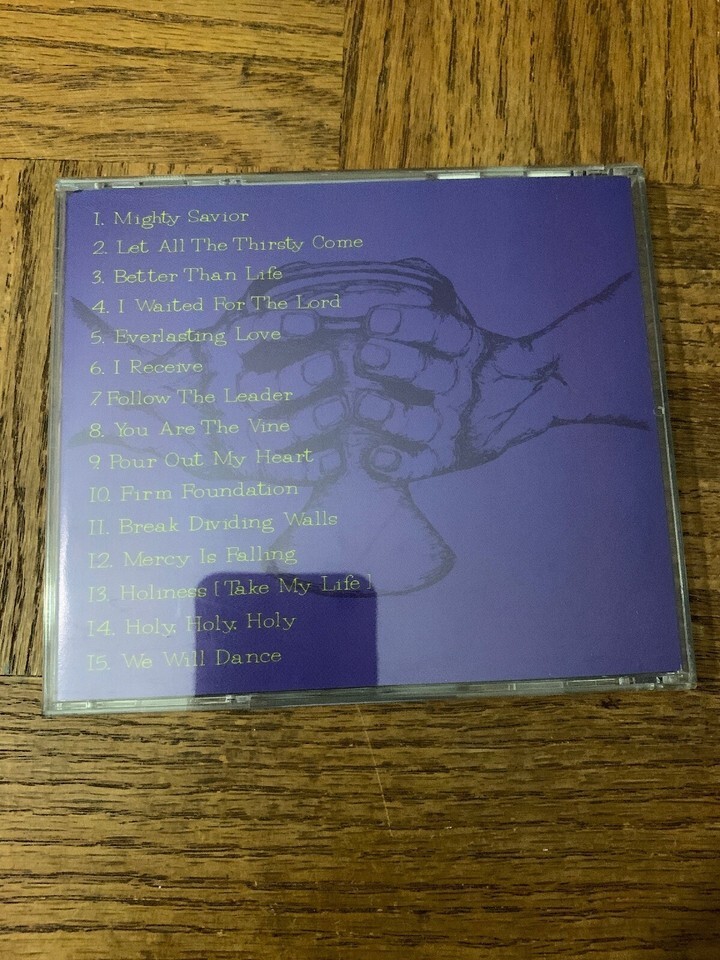 1. Mighty Savior
2. Let All The Thirsty Come
3. Better Than Life
4. I Waited For The Lord
5. Everlasting Love
6. I Receive
7 Follow The Leader
8. You Are The Vine
9 Pour Out My Heart
10. Firm Foundation
11. Break Dividing Walls
12. Mercy Is Falling
13. Holiness [ Take My Life ]
14. Holy, Holy, Holy
15. We Will Dance